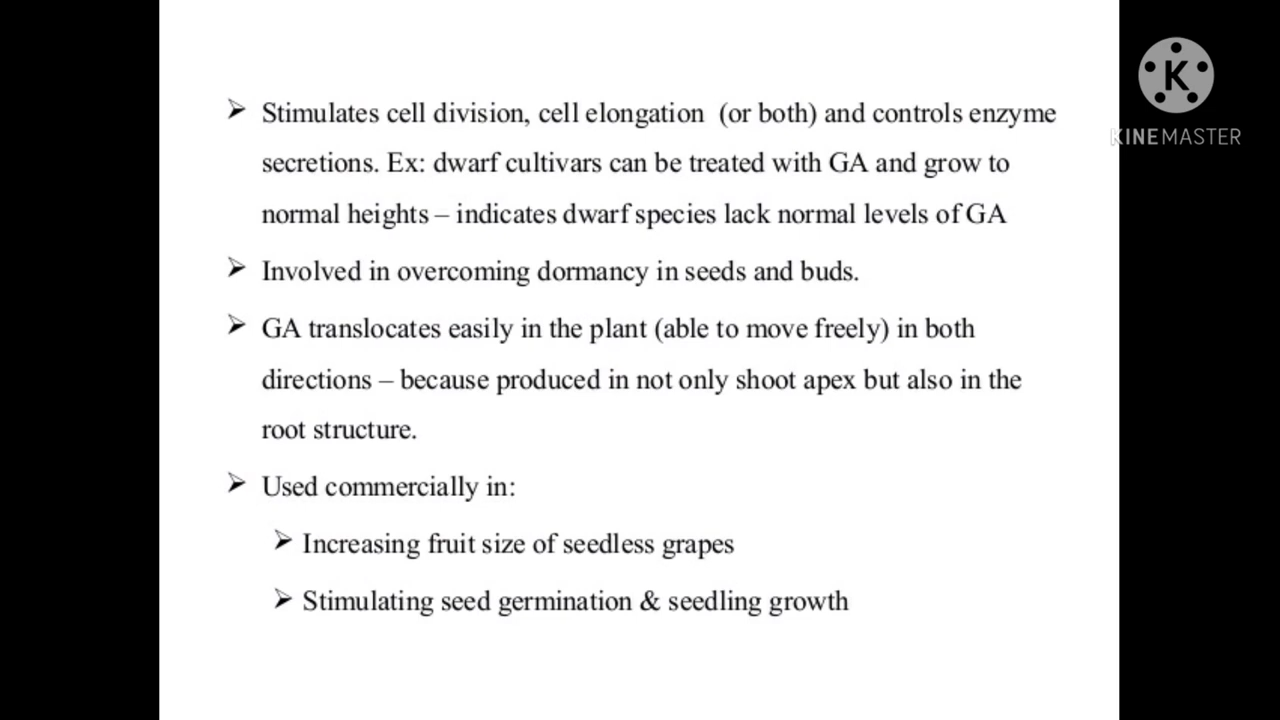 ➢ Stimulates cell division, cell elongation (or both) and controls enzyme
secretions. Ex: dwarf cultivars can be treated with GA and grow to
normal heights – indicates dwarf species lack normal levels of GA
➢ Involved in overcoming dormancy in seeds and buds.
➢ GA translocates easily in the plant (able to move freely) in both
directions – because produced in not only shoot apex but also in the
root structure.
➢ Used commercially in:
➢ Increasing fruit size of seedless grapes
➢ Stimulating seed germination & seedling growth
K
KINEMASTER